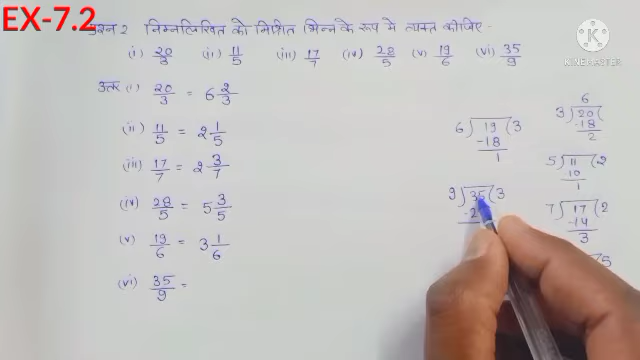 EX-7.2
प्रश्न 2 निम्नलिखित को मिश्रित भिन्न के रूप मे व्यक्त कीजिए -
(i) 20/3 (ii) 11/5 (iii) 17/7 (iv) 28/5 (v) 19/6 (vi) 35/9
उत्तर (i) 20/3 = 6 2/3
(ii) 11/5 = 2 1/5
(iii) 17/7 = 2 3/7
(iv) 28/5 = 5 3/5
(v) 19/6 = 3 1/6
(vi) 35/9 =
6
3 ) 20 (
-18
2
6 ) 19 ( 3
-18
1
5 ) 11 ( 2
10
1
9 ) 35 ( 3
-2
7 ) 17 ( 2
-14
3
( 5
KINEMASTER